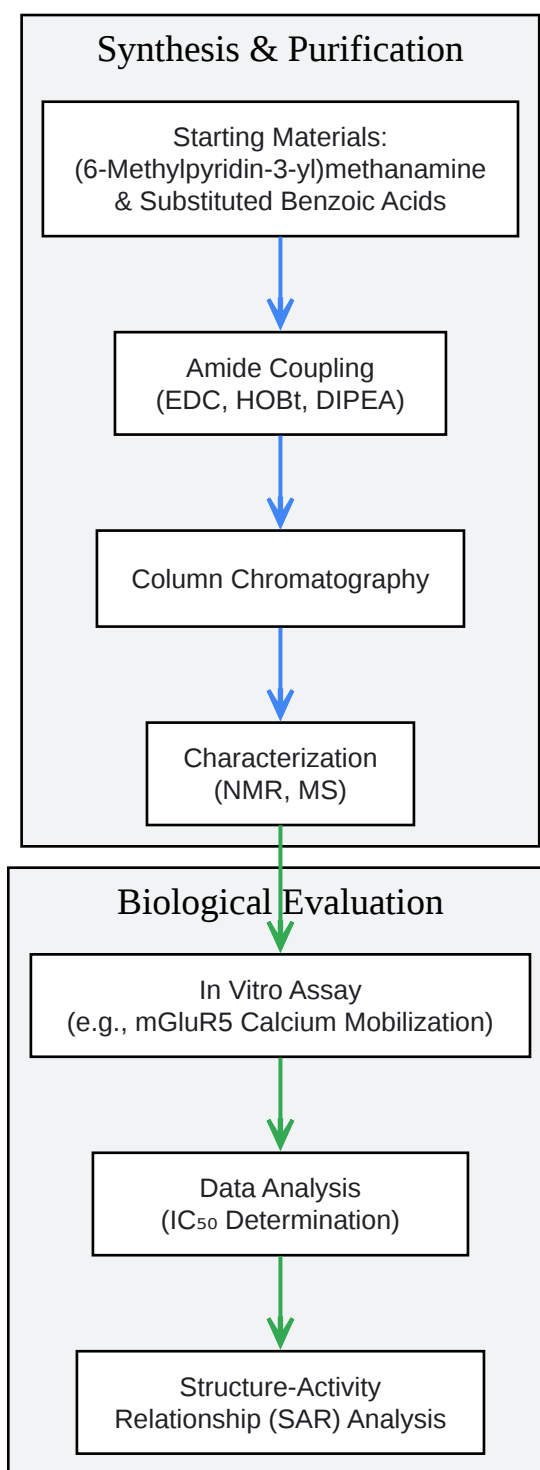 Synthesis & Purification
Starting Materials:
(6-Methylpyridin-3-yl)methanamine
& Substituted Benzoic Acids
Amide Coupling
(EDC, HOBt, DIPEA)
Column Chromatography
Characterization
(NMR, MS)
Biological Evaluation
In Vitro Assay
(e.g., mGluR5 Calcium Mobilization)
Data Analysis
(IC₅₀ Determination)
Structure-Activity
Relationship (SAR) Analysis